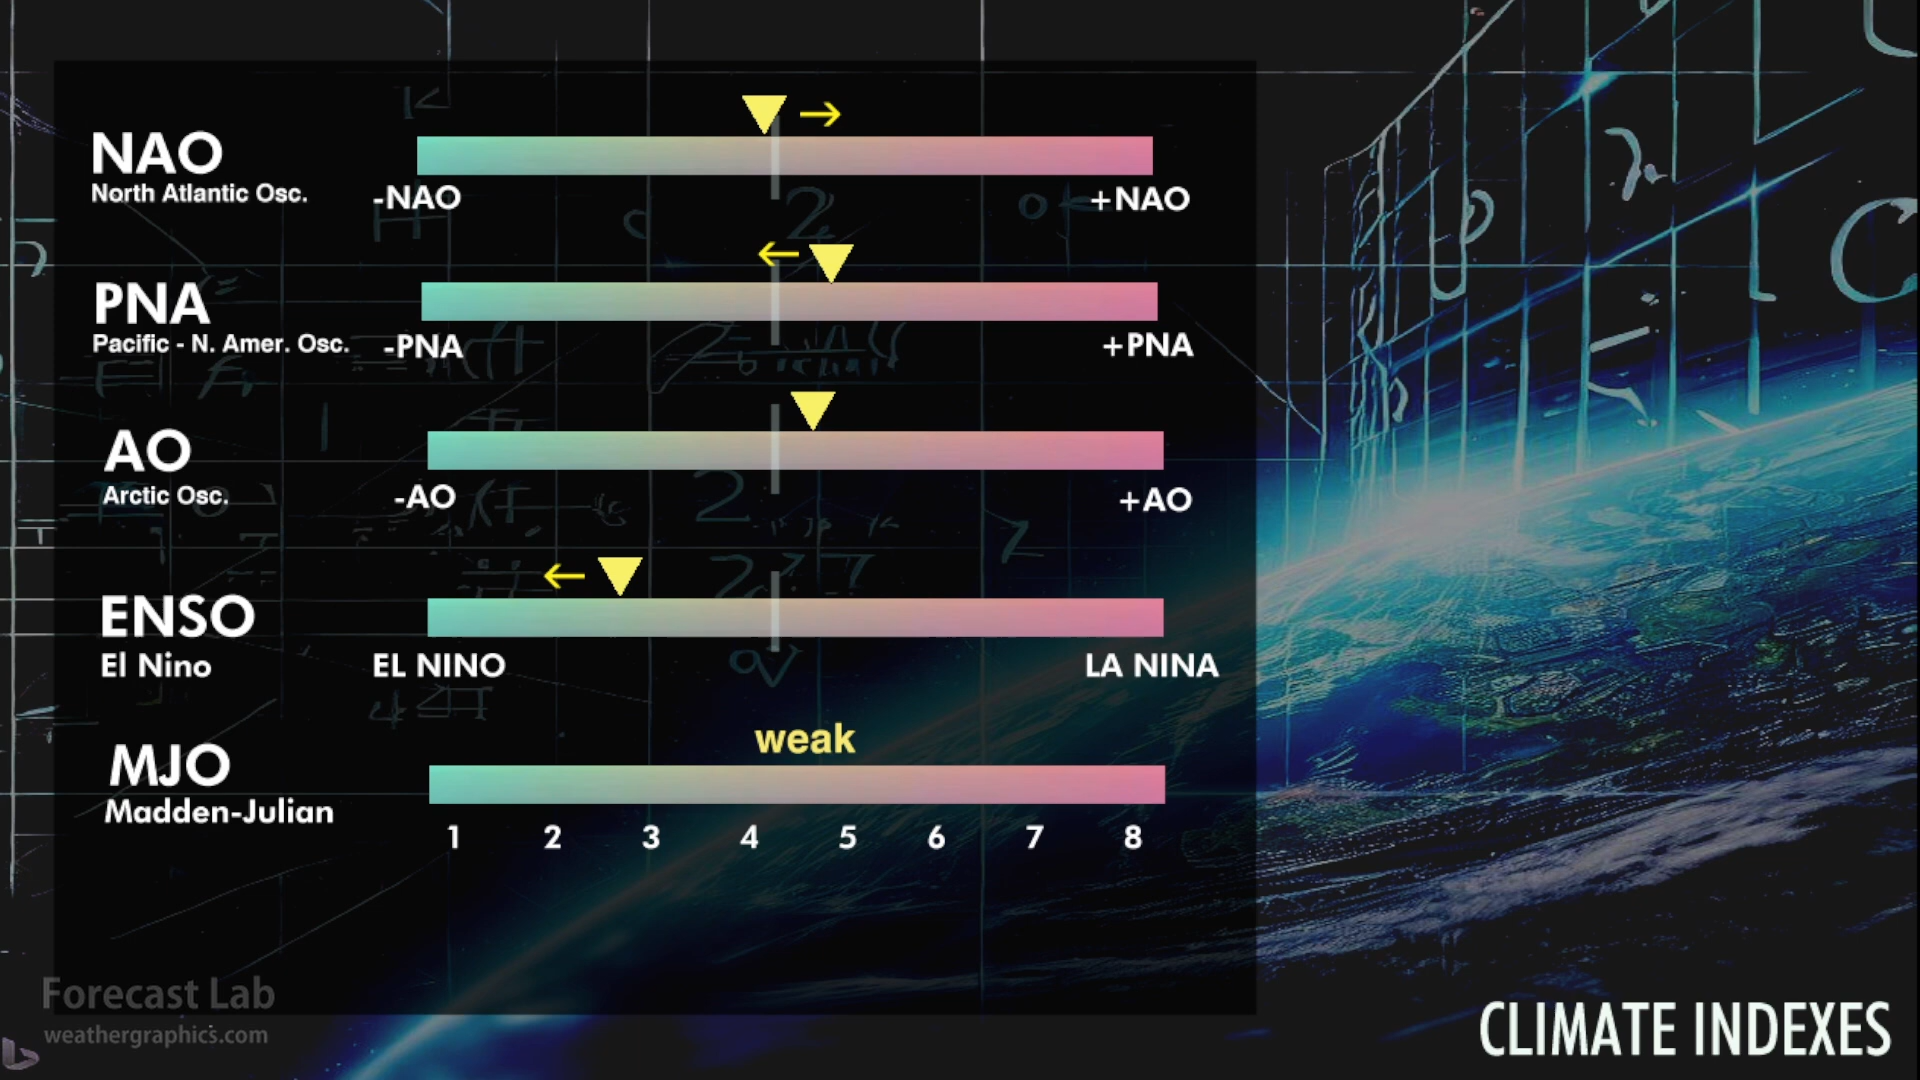 NAO
North Atlantic Osc.
-NAO
+NAO
PNA
Pacific - N. Amer. Osc.
-PNA
+PNA
AO
Arctic Osc.
-AO
+AO
ENSO
El Nino
EL NINO
LA NINA
weak
MJO
Madden-Julian
1 2 3 4 5 6 7 8
Forecast Lab
weathergraphics.com
CLIMATE INDEXES